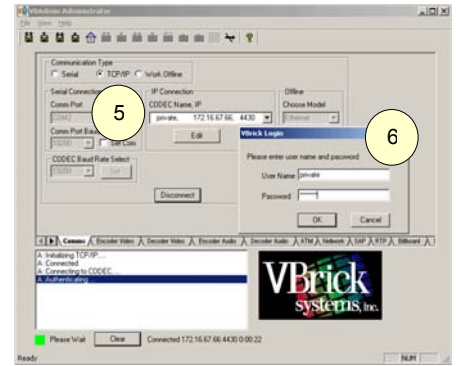 VBAdmin Administrator
File View Help
Communication Type
Serial TCP/IP Work Offline
Serial Connection
Comm Port
COM2
Comm Port Baud
19200 Set Com
CODEC Baud Rate Select
19200 Set
5
IP Connection
CODEC Name, IP
private, 172.16.67.66, 4430
Edit
Disconnect
Offline
Choose Model
Ethernet
6
VBrick Login
Please enter user name and password
User Name private
Password
OK Cancel
Comms Encoder Video Decoder Video Encoder Audio Decoder Audio ATM Network SAP RTP Billboard
A: Initializing TCP/IP....
A: Connected
A: Connecting to CODEC....
A: Authenticating....
VBrick
systems, inc.
Please Wait Clear Connected 172.16.67.66 4430 0:00:22
Ready NUM